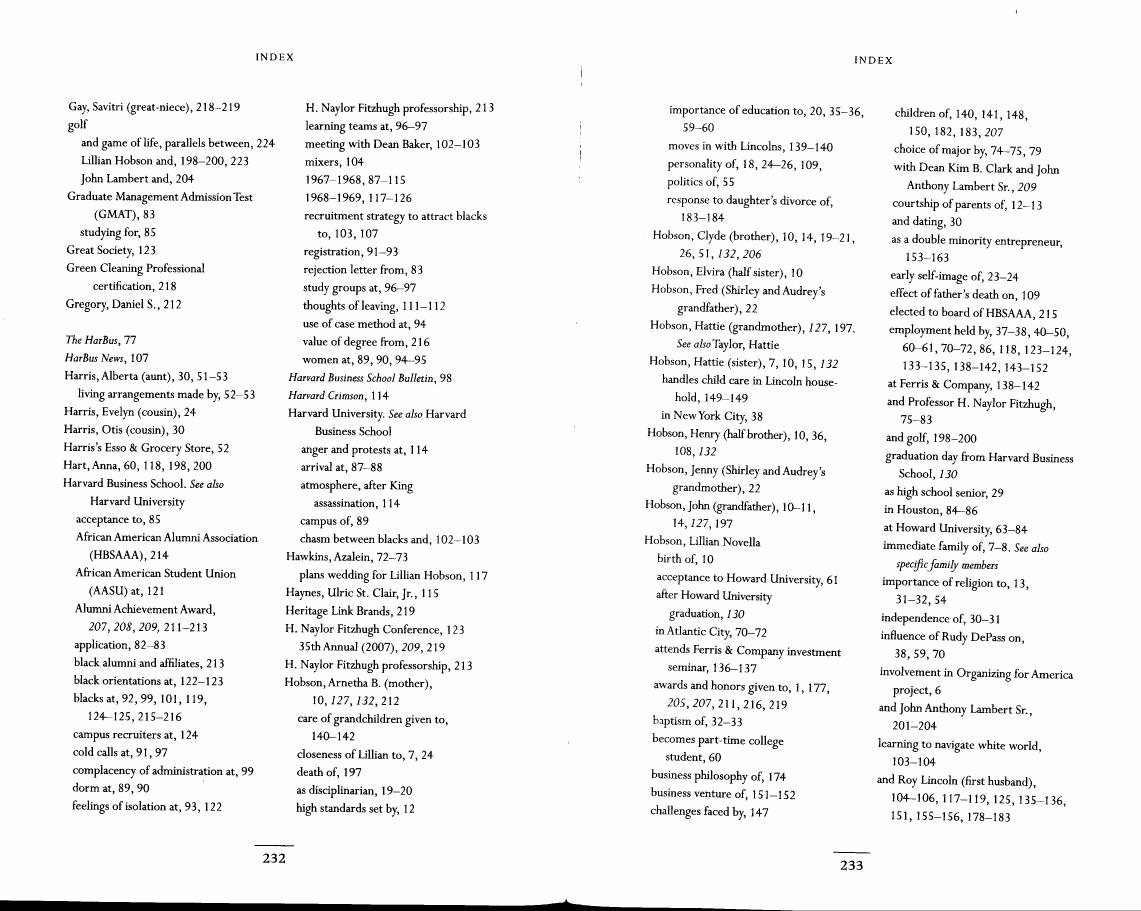 INDEX
Gay, Savitri (great-niece), 218–219
golf
and game of life, parallels between, 224
Lillian Hobson and, 198–200, 223
John Lambert and, 204
Graduate Management Admission Test
(GMAT), 83
studying for, 85
Great Society, 123
Green Cleaning Professional
certification, 218
Gregory, Daniel S., 212
The HarBus, 77
HarBus News, 107
Harris, Alberta (aunt), 30, 51–53
living arrangements made by, 52–53
Harris, Evelyn (cousin), 24
Harris, Otis (cousin), 30
Harris's Esso & Grocery Store, 52
Hart, Anna, 60, 118, 198, 200
Harvard Business School. See also
Harvard University
acceptance to, 85
African American Alumni Association
(HBSAAA), 214
African American Student Union
(AASU) at, 121
Alumni Achievement Award,
207, 208, 209, 211–213
application, 82–83
black alumni and affiliates, 213
black orientations at, 122–123
blacks at, 92, 99, 101, 119,
124–125, 215–216
campus recruiters at, 124
cold calls at, 91, 97
complacency of administration at, 99
dorm at, 89, 90
feelings of isolation at, 93, 122
H. Naylor Fitzhugh professorship, 213
learning teams at, 96–97
meeting with Dean Baker, 102–103
mixers, 104
1967–1968, 87–115
1968–1969, 117–126
recruitment strategy to attract blacks
to, 103, 107
registration, 91–93
rejection letter from, 83
study groups at, 96–97
thoughts of leaving, 111–112
use of case method at, 94
value of degree from, 216
women at, 89, 90, 94–95
Harvard Business School Bulletin, 98
Harvard Crimson, 114
Harvard University. See also Harvard
Business School
anger and protests at, 114
arrival at, 87–88
atmosphere, after King
assassination, 114
campus of, 89
chasm between blacks and, 102–103
Hawkins, Azalein, 72–73
plans wedding for Lillian Hobson, 117
Haynes, Ulric St. Clair, Jr., 115
Heritage Link Brands, 219
H. Naylor Fitzhugh Conference, 123
35th Annual (2007), 209, 219
H. Naylor Fitzhugh professorship, 213
Hobson, Arnetha B. (mother),
10, 127, 132, 212
care of grandchildren given to,
140–142
closeness of Lillian to, 7, 24
death of, 197
as disciplinarian, 19–20
high standards set by, 12
232
INDEX
importance of education to, 20, 35–36,
59–60
moves in with Lincolns, 139–140
personality of, 18, 24–26, 109,
politics of, 55
response to daughter's divorce of,
183–184
Hobson, Clyde (brother), 10, 14, 19–21,
26, 51, 132, 206
Hobson, Elvira (half sister), 10
Hobson, Fred (Shirley and Audrey's
grandfather), 22
Hobson, Hattie (grandmother), 127, 197.
See also Taylor, Hattie
Hobson, Hattie (sister), 7, 10, 15, 132
handles child care in Lincoln house-
hold, 149–149
in New York City, 38
Hobson, Henry (half brother), 10, 36,
108, 132
Hobson, Jenny (Shirley and Audrey's
grandmother), 22
Hobson, John (grandfather), 10–11,
14, 127, 197
Hobson, Lillian Novella
birth of, 10
acceptance to Howard University, 61
after Howard University
graduation, 130
in Atlantic City, 70–72
attends Ferris & Company investment
seminar, 136–137
awards and honors given to, 1, 177,
205, 207, 211, 216, 219
baptism of, 32–33
becomes part-time college
student, 60
business philosophy of, 174
business venture of, 151–152
challenges faced by, 147
children of, 140, 141, 148,
150, 182, 183, 207
choice of major by, 74–75, 79
with Dean Kim B. Clark and John
Anthony Lambert Sr., 209
courtship of parents of, 12–13
and dating, 30
as a double minority entrepreneur,
153–163
early self-image of, 23–24
effect of father's death on, 109
elected to board of HBSAAA, 215
employment held by, 37–38, 40–50,
60–61, 70–72, 86, 118, 123–124,
133–135, 138–142, 143–152
at Ferris & Company, 138–142
and Professor H. Naylor Fitzhugh,
75–83
and golf, 198–200
graduation day from Harvard Business
School, 130
as high school senior, 29
in Houston, 84–86
at Howard University, 63–84
immediate family of, 7–8. See also
specific family members
importance of religion to, 13,
31–32, 54
independence of, 30–31
influence of Rudy DePass on,
38, 59, 70
involvement in Organizing for America
project, 6
and John Anthony Lambert Sr.,
201–204
learning to navigate white world,
103–104
and Roy Lincoln (first husband),
104–106, 117–119, 125, 135–136,
151, 155–156, 178–183
233